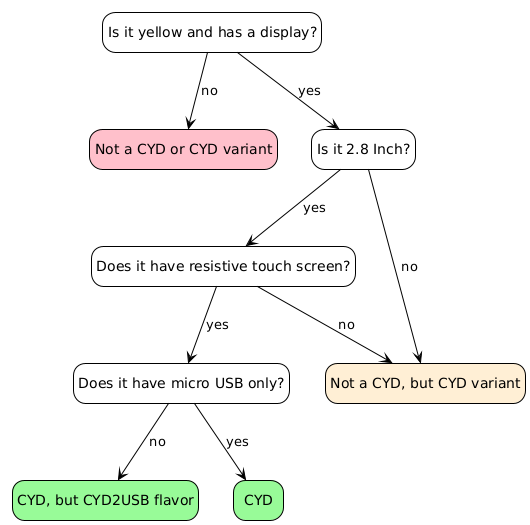 Is it yellow and has a display?
no
yes
Not a CYD or CYD variant
Is it 2.8 Inch?
yes
no
Does it have resistive touch screen?
yes
no
Does it have micro USB only?
Not a CYD, but CYD variant
no
yes
CYD, but CYD2USB flavor
CYD